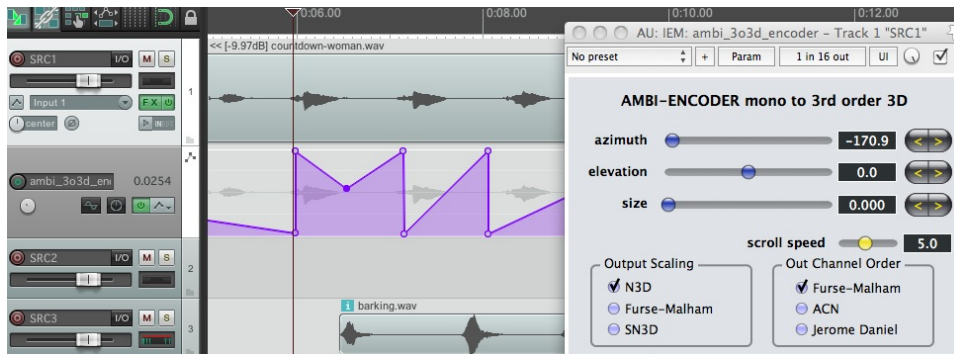 0:06.00 0:08.00 0:10.00 0:12.00
<< [-9.97dB] countdown-woman.wav
SRC1 I/O M S
Input 1 FX
center IN
1
ambi_3o3d_en 0.0254
SRC2 I/O M S
2
SRC3 I/O M S
3
barking.wav
AU: IEM: ambi_3o3d_encoder - Track 1 "SRC1"
No preset + Param 1 in 16 out UI
AMBI-ENCODER mono to 3rd order 3D
azimuth -170.9 < >
elevation 0.0 < >
size 0.000 < >
scroll speed 5.0
Output Scaling
N3D
Furse-Malham
SN3D
Out Channel Order
Furse-Malham
ACN
Jerome Daniel